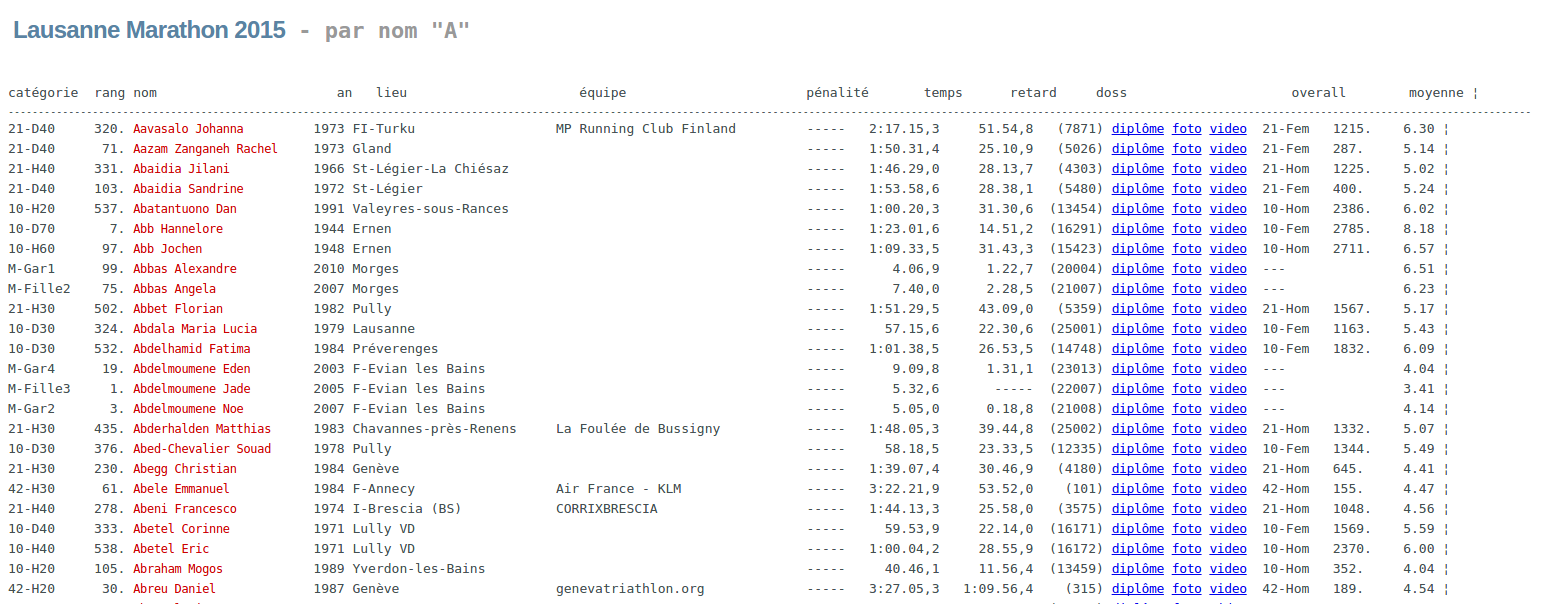 Lausanne Marathon 2015 - par nom "A"
catégorie rang nom an lieu équipe pénalité temps retard doss overall moyenne ¦
21-D40 320. Aavasalo Johanna 1973 FI-Turku MP Running Club Finland ----- 2:17.15,3 51.54,8 (7871) diplôme foto video 21-Fem 1215. 6.30 ¦
21-D40 71. Aazam Zanganeh Rachel 1973 Gland ----- 1:50.31,4 25.10,9 (5026) diplôme foto video 21-Fem 287. 5.14 ¦
21-H40 331. Abaidia Jilani 1966 St-Légier-La Chiésaz ----- 1:46.29,0 28.13,7 (4303) diplôme foto video 21-Hom 1225. 5.02 ¦
21-D40 103. Abaidia Sandrine 1972 St-Légier ----- 1:53.58,6 28.38,1 (5480) diplôme foto video 21-Fem 400. 5.24 ¦
10-H20 537. Abatantuono Dan 1991 Valeyres-sous-Rances ----- 1:00.20,3 31.30,6 (13454) diplôme foto video 10-Hom 2386. 6.02 ¦
10-D70 7. Abb Hannelore 1944 Ernen ----- 1:23.01,6 14.51,2 (16291) diplôme foto video 10-Fem 2785. 8.18 ¦
10-H60 97. Abb Jochen 1948 Ernen ----- 1:09.33,5 31.43,3 (15423) diplôme foto video 10-Hom 2711. 6.57 ¦
M-Gar1 99. Abbas Alexandre 2010 Morges ----- 4.06,9 1.22,7 (20004) diplôme foto video --- 6.51 ¦
M-Fille2 75. Abbas Angela 2007 Morges ----- 7.40,0 2.28,5 (21007) diplôme foto video --- 6.23 ¦
21-H30 502. Abbet Florian 1982 Pully ----- 1:51.29,5 43.09,0 (5359) diplôme foto video 21-Hom 1567. 5.17 ¦
10-D30 324. Abdala Maria Lucia 1979 Lausanne ----- 57.15,6 22.30,6 (25001) diplôme foto video 10-Fem 1163. 5.43 ¦
10-D30 532. Abdelhamid Fatima 1984 Préverenges ----- 1:01.38,5 26.53,5 (14748) diplôme foto video 10-Fem 1832. 6.09 ¦
M-Gar4 19. Abdelmoumene Eden 2003 F-Evian les Bains ----- 9.09,8 1.31,1 (23013) diplôme foto video --- 4.04 ¦
M-Fille3 1. Abdelmoumene Jade 2005 F-Evian les Bains ----- 5.32,6 ----- (22007) diplôme foto video --- 3.41 ¦
M-Gar2 3. Abdelmoumene Noe 2007 F-Evian les Bains ----- 5.05,0 0.18,8 (21008) diplôme foto video --- 4.14 ¦
21-H30 435. Abderhalden Matthias 1983 Chavannes-près-Renens La Foulée de Bussigny ----- 1:48.05,3 39.44,8 (25002) diplôme foto video 21-Hom 1332. 5.07 ¦
10-D30 376. Abed-Chevalier Souad 1978 Pully ----- 58.18,5 23.33,5 (12335) diplôme foto video 10-Fem 1344. 5.49 ¦
21-H30 230. Abegg Christian 1984 Genève ----- 1:39.07,4 30.46,9 (4180) diplôme foto video 21-Hom 645. 4.41 ¦
42-H30 61. Abele Emmanuel 1984 F-Annecy Air France - KLM ----- 3:22.21,9 53.52,0 (101) diplôme foto video 42-Hom 155. 4.47 ¦
21-H40 278. Abeni Francesco 1974 I-Brescia (BS) CORRIXBRESCIA ----- 1:44.13,3 25.58,0 (3575) diplôme foto video 21-Hom 1048. 4.56 ¦
10-D40 333. Abetel Corinne 1971 Lully VD ----- 59.53,9 22.14,0 (16171) diplôme foto video 10-Fem 1569. 5.59 ¦
10-H40 538. Abetel Eric 1971 Lully VD ----- 1:00.04,2 28.55,9 (16172) diplôme foto video 10-Hom 2370. 6.00 ¦
10-H20 105. Abraham Mogos 1989 Yverdon-les-Bains ----- 40.46,1 11.56,4 (13459) diplôme foto video 10-Hom 352. 4.04 ¦
42-H20 30. Abreu Daniel 1987 Genève genevatriathlon.org ----- 3:27.05,3 1:09.56,4 (315) diplôme foto video 42-Hom 189. 4.54 ¦